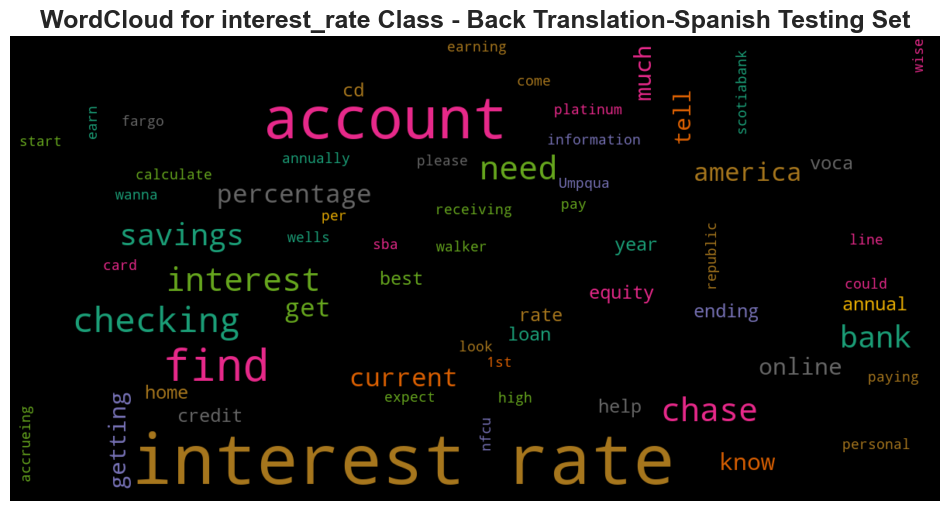 WordCloud for interest_rate Class - Back Translation-Spanish Testing Set
earning
wise
much
scotiabank
come
cd
tell
account
platinum
earn
fargo
start
information
annually
please
need
america
voca
calculate
Umpqua
wanna
percentage
per
receiving
pay
savings
wells
sba
walker
year
republic
line
card
interest
best
could
equity
get
annual
checking
rate
ending
loan
bank
look
find
1st
online
current
paying
home
expect
high
getting
credit
help
chase
accrueing
nfcu
personal
interest rate
know